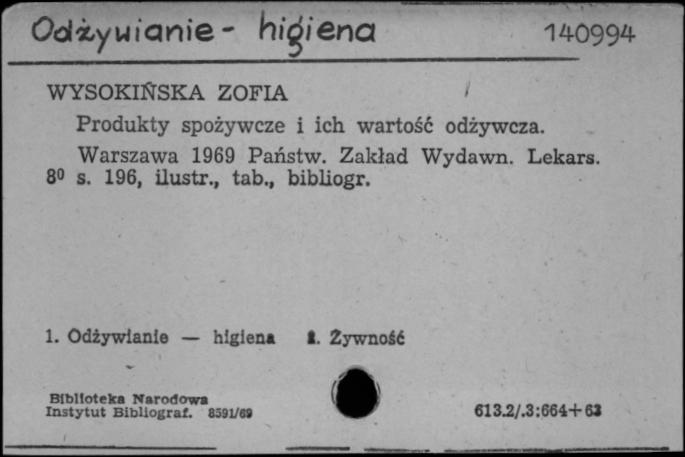 Odżywianie - higiena 140994
WYSOKIŃSKA ZOFIA
Produkty spożywcze i ich wartość odżywcza.
Warszawa 1969 Państw. Zakład Wydawn. Lekars.
8⁰ s. 196, ilustr., tab., bibliogr.
1. Odżywianie — higiena 2. Żywność
Biblioteka Narodowa
Instytut Bibliograf. 8591/69
613.2/.3:664+63